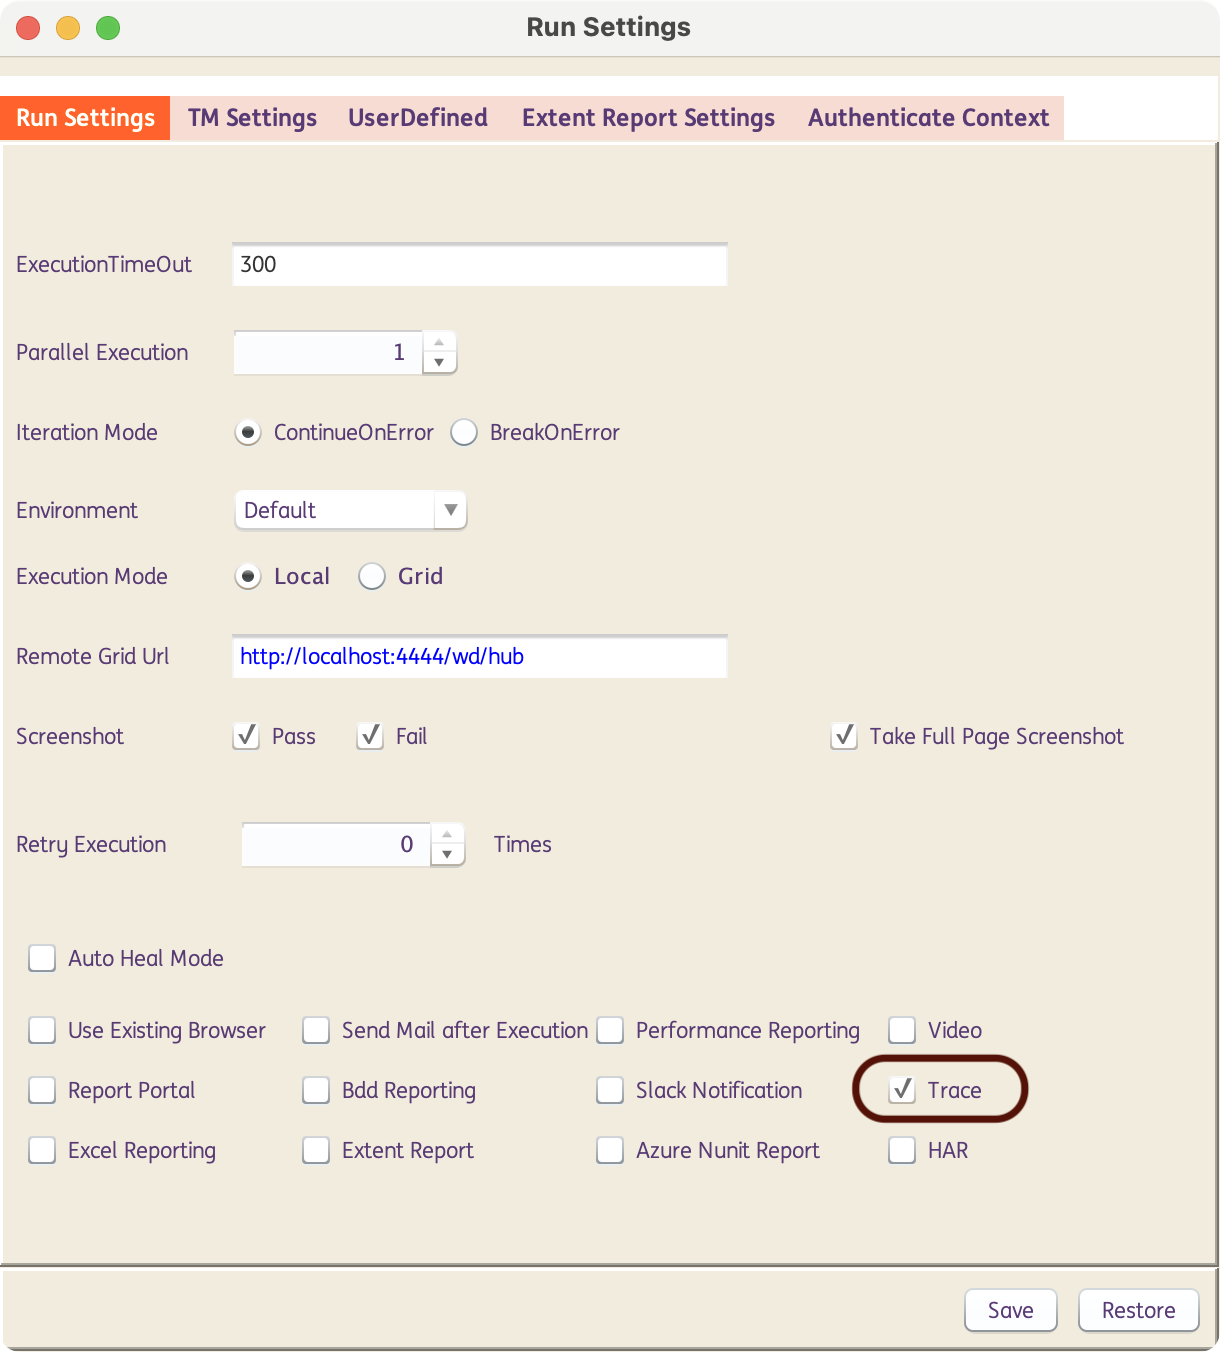 Run Settings
Run Settings TM Settings UserDefined Extent Report Settings Authenticate Context
ExecutionTimeOut 300
Parallel Execution 1
Iteration Mode ContinueOnError BreakOnError
Environment Default
Execution Mode Local Grid
Remote Grid Url http://localhost:4444/wd/hub
Screenshot Pass Fail Take Full Page Screenshot
Retry Execution 0 Times
Auto Heal Mode
Use Existing Browser Send Mail after Execution Performance Reporting Video
Report Portal Bdd Reporting Slack Notification Trace
Excel Reporting Extent Report Azure Nunit Report HAR
Save Restore